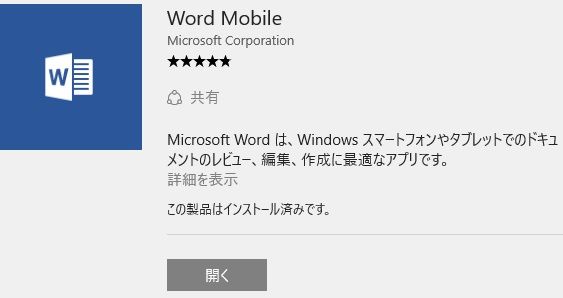 Word Mobile
Microsoft Corporation
W
共有
Microsoft Word は、Windows スマートフォンやタブレットでのドキュ
メントのレビュー、編集、作成に最適なアプリです。
詳細を表示
この製品はインストール済みです。
開く